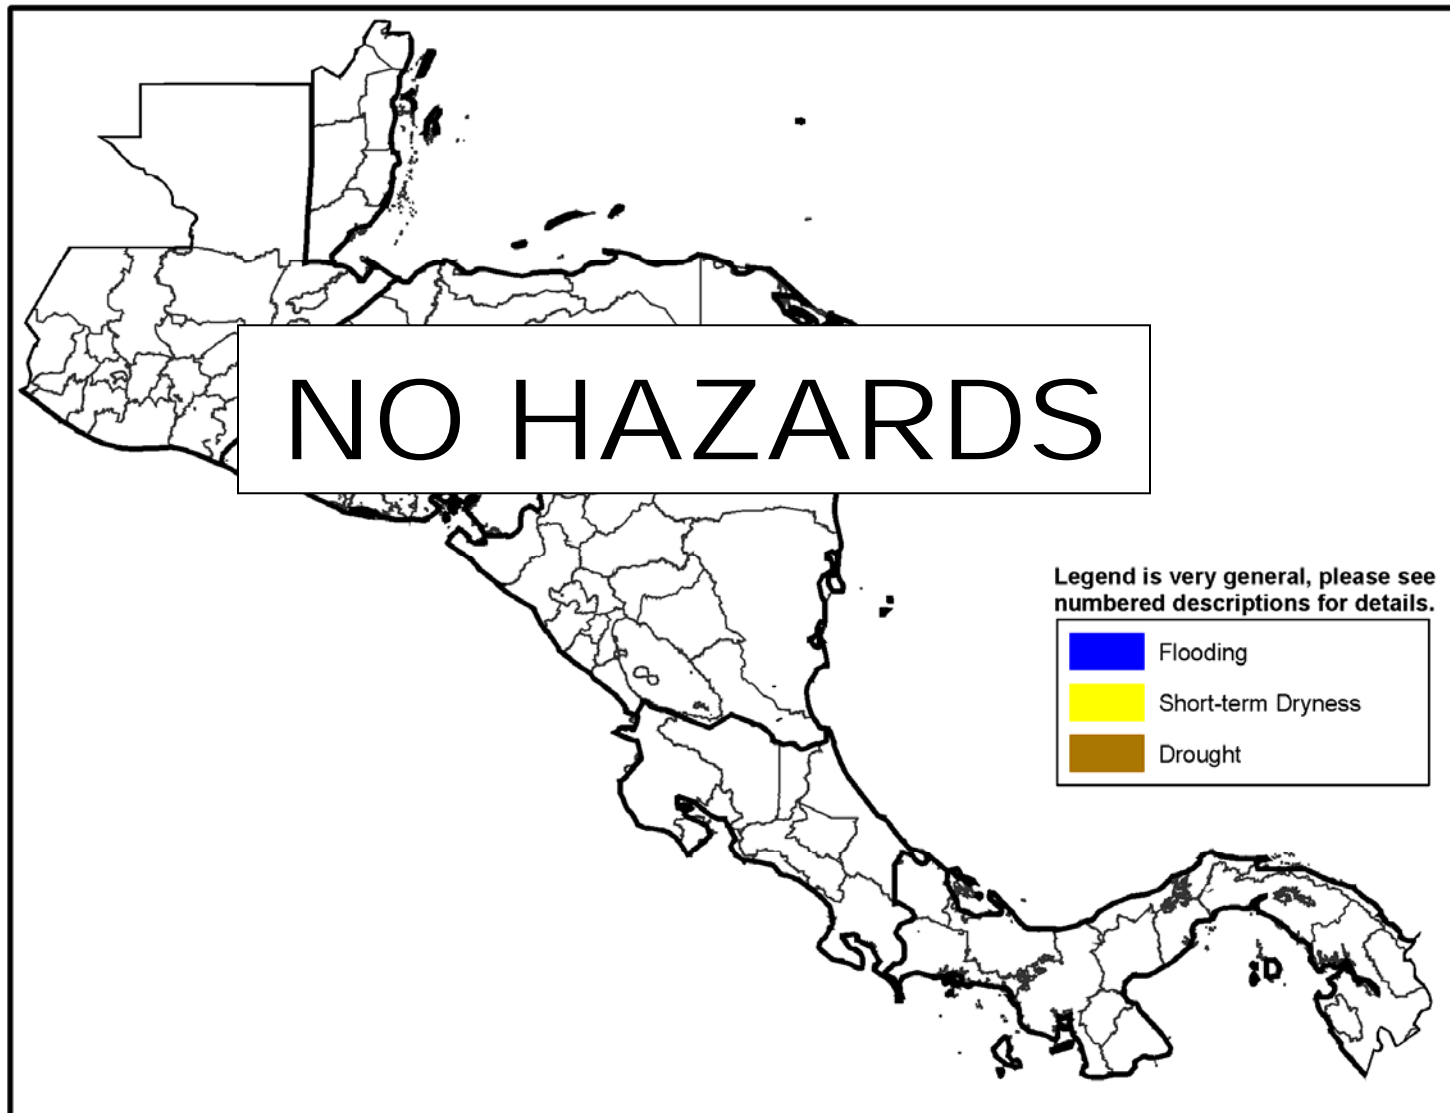 NO HAZARDS
Legend is very general, please see
numbered descriptions for details.
Flooding
Short-term Dryness
Drought